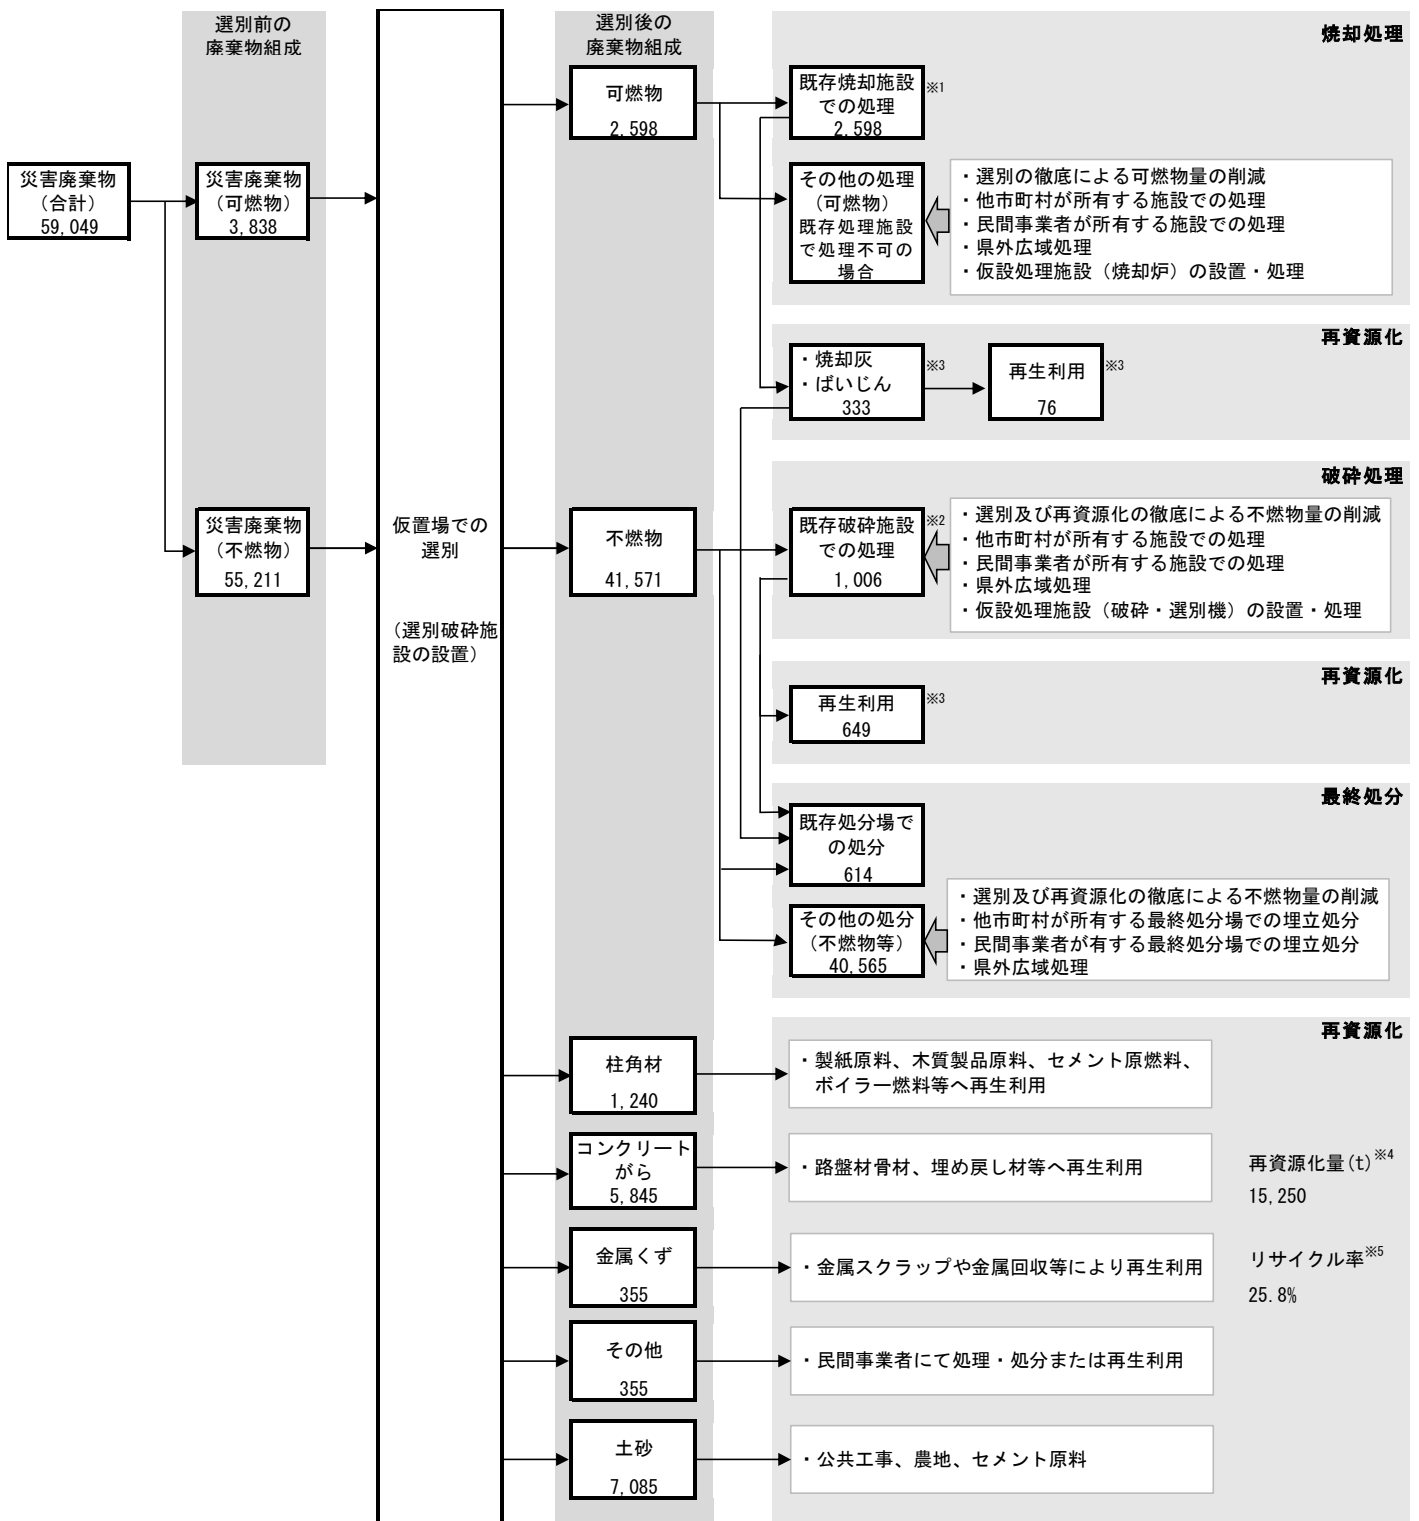 選別前の
廃棄物組成
選別後の
廃棄物組成
焼却処理
可燃物
2,598
既存焼却施設
での処理
2,598
※1
災害廃棄物
（合計）
59,049
災害廃棄物
（可燃物）
3,838
その他の処理
（可燃物）
既存処理施設
で処理不可の
場合
・選別の徹底による可燃物量の削減
・他市町村が所有する施設での処理
・民間事業者が所有する施設での処理
・県外広域処理
・仮設処理施設（焼却炉）の設置・処理
再資源化
・焼却灰
・ばいじん
333
※3
再生利用
76
※3
破砕処理
災害廃棄物
（不燃物）
55,211
仮置場での
選別
（選別破砕施
設の設置）
不燃物
41,571
既存破砕施設
での処理
1,006
※2
・選別及び再資源化の徹底による不燃物量の削減
・他市町村が所有する施設での処理
・民間事業者が所有する施設での処理
・県外広域処理
・仮設処理施設（破砕・選別機）の設置・処理
再資源化
再生利用
649
※3
最終処分
既存処分場で
の処分
614
その他の処分
（不燃物等）
40,565
・選別及び再資源化の徹底による不燃物量の削減
・他市町村が所有する最終処分場での埋立処分
・民間事業者が有する最終処分場での埋立処分
・県外広域処理
再資源化
柱角材
1,240
・製紙原料、木質製品原料、セメント原燃料、
ボイラー燃料等へ再生利用
コンクリート
がら
5,845
・路盤材骨材、埋め戻し材等へ再生利用
再資源化量(t)※4
15,250
金属くず
355
・金属スクラップや金属回収等により再生利用
リサイクル率※5
25.8%
その他
355
・民間事業者にて処理・処分または再生利用
土砂
7,085
・公共工事、農地、セメント原料